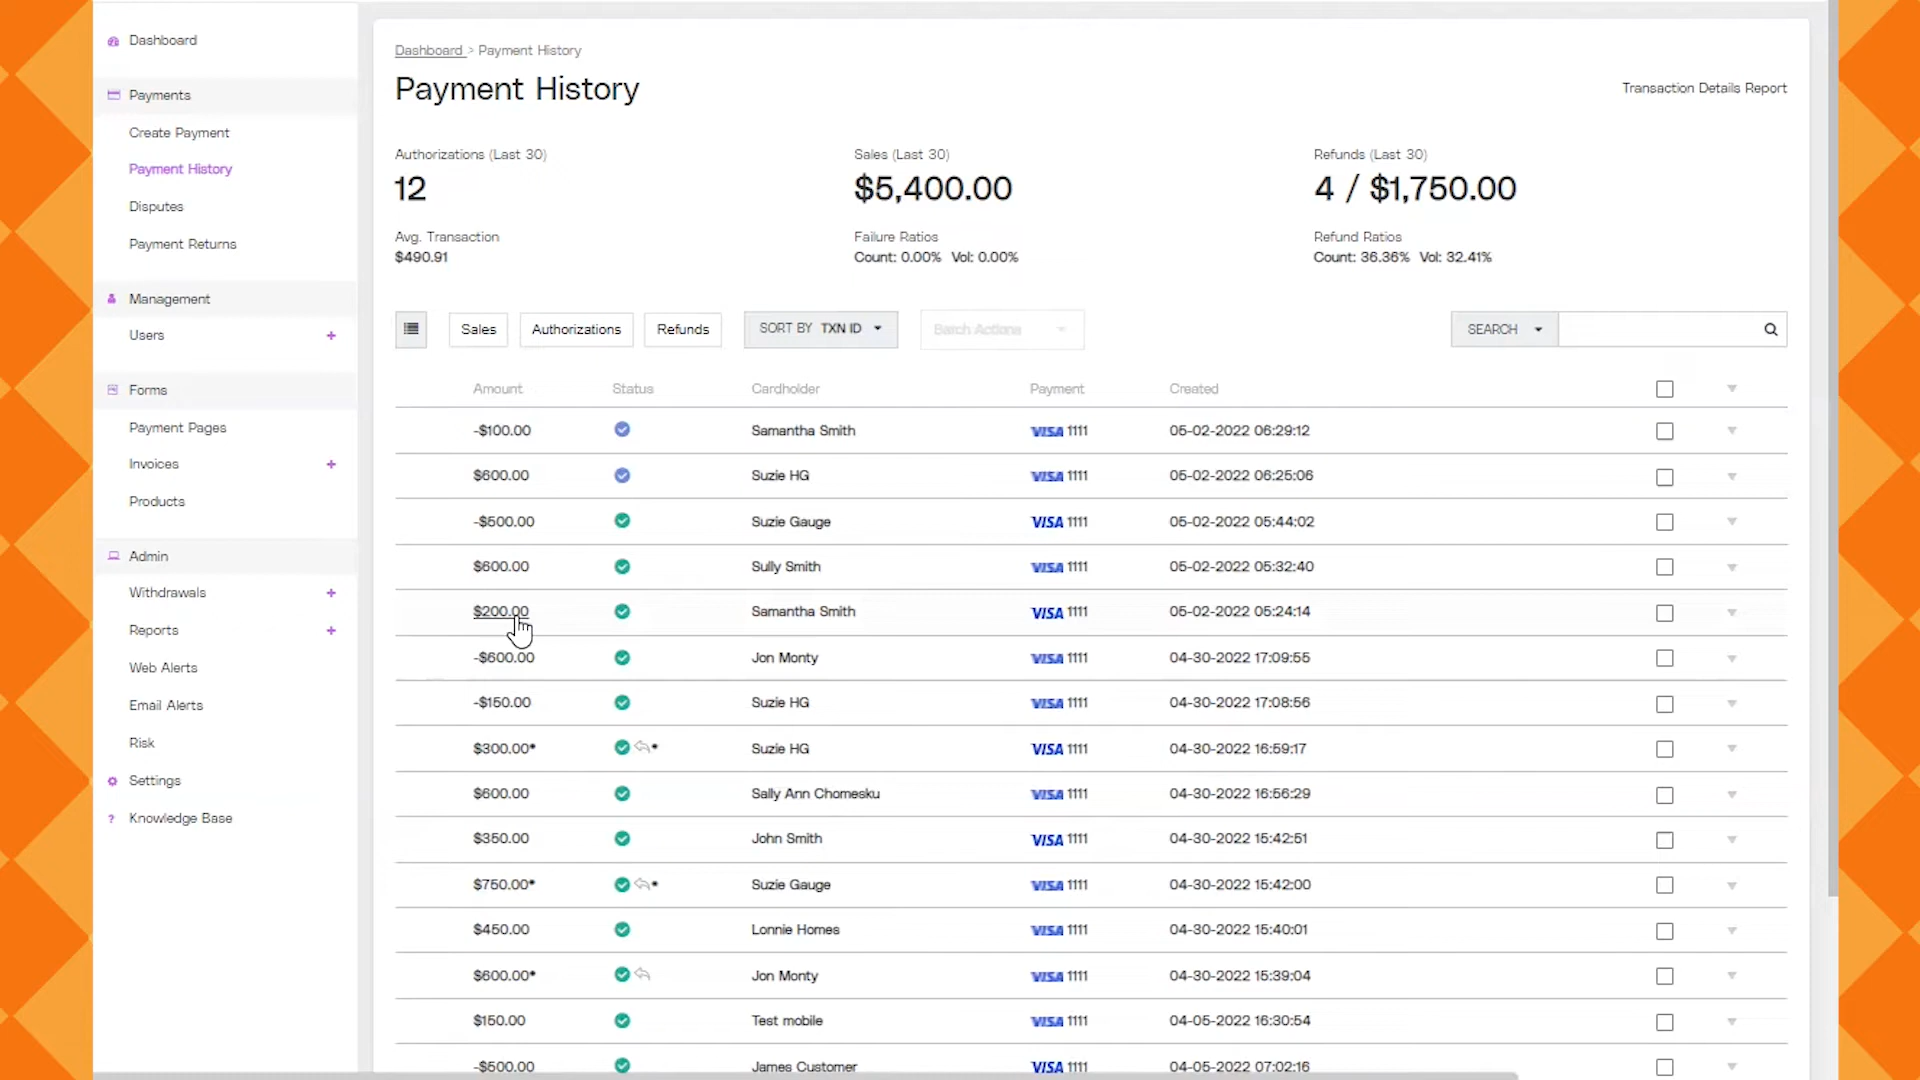 Dashboard
Payments
Create Payment
Payment History
Disputes
Payment Returns
Management
Users +
Forms
Payment Pages
Invoices +
Products
Admin
Withdrawals +
Reports +
Web Alerts
Email Alerts
Risk
Settings
? Knowledge Base
Dashboard > Payment History
Payment History
Transaction Details Report
Authorizations (Last 30) Sales (Last 30) Refunds (Last 30)
12 $5,400.00 4 / $1,750.00
Avg. Transaction Failure Ratios Refund Ratios
$490.91 Count: 0.00% Vol: 0.00% Count: 36.36% Vol: 32.41%
Sales Authorizations Refunds SORT BY TXN ID Batch Actions SEARCH
Amount Status Cardholder Payment Created
-$100.00 Samantha Smith VISA 1111 05-02-2022 06:29:12
$600.00 Suzie HG VISA 1111 05-02-2022 06:25:06
-$500.00 Suzie Gauge VISA 1111 05-02-2022 05:44:02
$600.00 Sully Smith VISA 1111 05-02-2022 05:32:40
$200.00 Samantha Smith VISA 1111 05-02-2022 05:24:14
-$600.00 Jon Monty VISA 1111 04-30-2022 17:09:55
-$150.00 Suzie HG VISA 1111 04-30-2022 17:08:56
$300.00* Suzie HG VISA 1111 04-30-2022 16:59:17
$600.00 Sally Ann Chomesku VISA 1111 04-30-2022 16:56:29
$350.00 John Smith VISA 1111 04-30-2022 15:42:51
$750.00* Suzie Gauge VISA 1111 04-30-2022 15:42:00
$450.00 Lonnie Homes VISA 1111 04-30-2022 15:40:01
$600.00* Jon Monty VISA 1111 04-30-2022 15:39:04
$150.00 Test mobile VISA 1111 04-05-2022 16:30:54
-$500.00 James Customer VISA 1111 04-05-2022 07:02:16